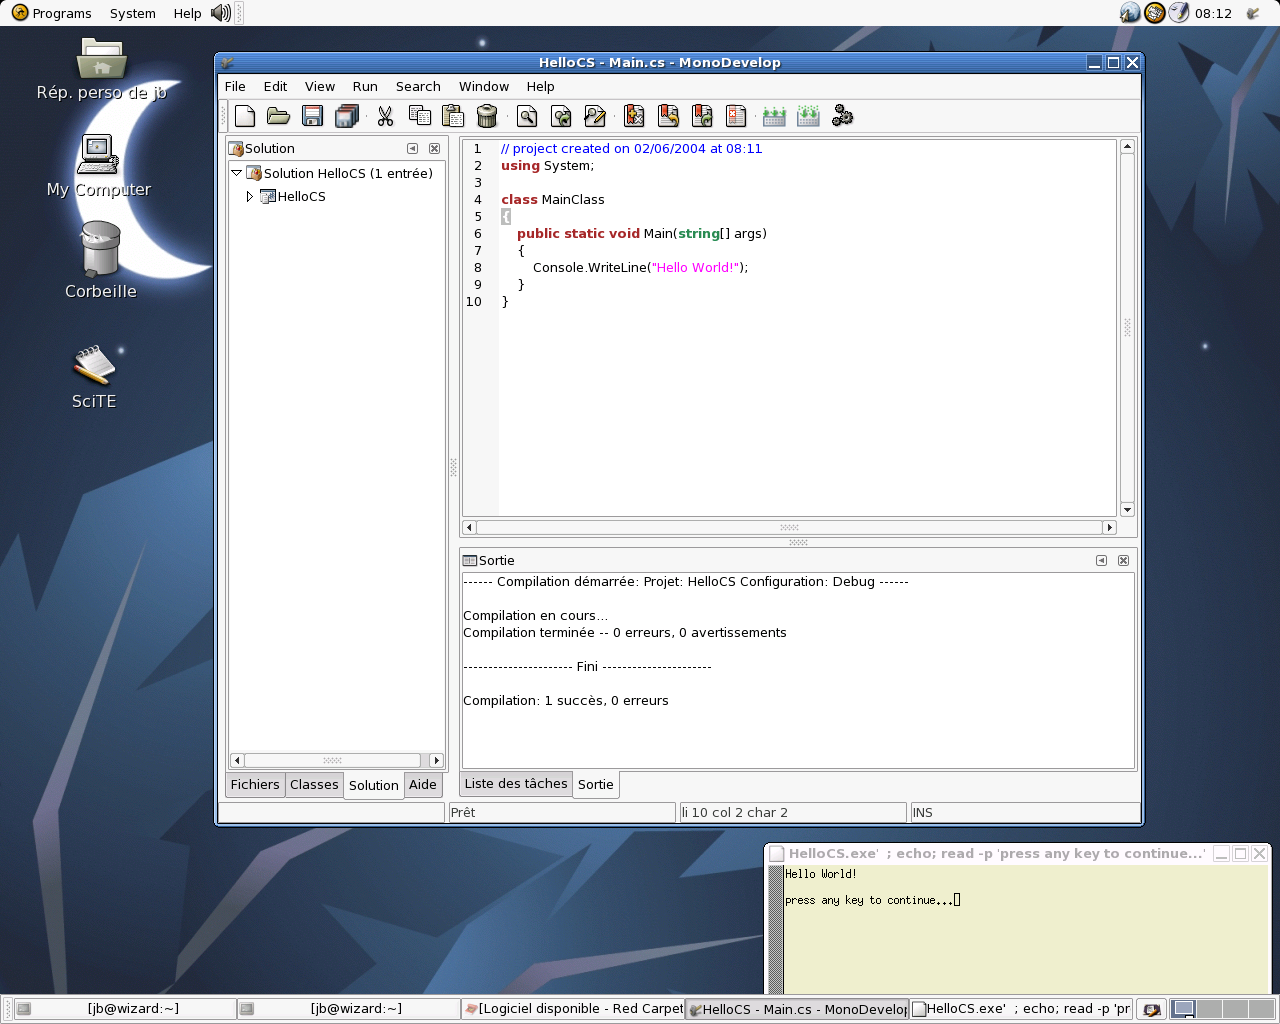 Programs System Help 08:12
Rép. perso de jb
My Computer
Corbeille
SciTE
HelloCS - Main.cs - MonoDevelop
File Edit View Run Search Window Help
Solution
Solution HelloCS (1 entrée)
HelloCS
Fichiers Classes Solution Aide
1 // project created on 02/06/2004 at 08:11
2 using System;
3
4 class MainClass
5 {
6 public static void Main(string[] args)
7 {
8 Console.WriteLine("Hello World!");
9 }
10 }
Sortie
------ Compilation démarrée: Projet: HelloCS Configuration: Debug ------
Compilation en cours...
Compilation terminée -- 0 erreurs, 0 avertissements
---------------------- Fini ----------------------
Compilation: 1 succès, 0 erreurs
Liste des tâches Sortie
Prêt li 10 col 2 char 2 INS
HelloCS.exe' ; echo; read -p 'press any key to continue...'
Hello World!
press any key to continue...
[jb@wizard:~] [jb@wizard:~] [Logiciel disponible - Red Carpet HelloCS - Main.cs - MonoDevelop HelloCS.exe' ; echo; read -p 'pr